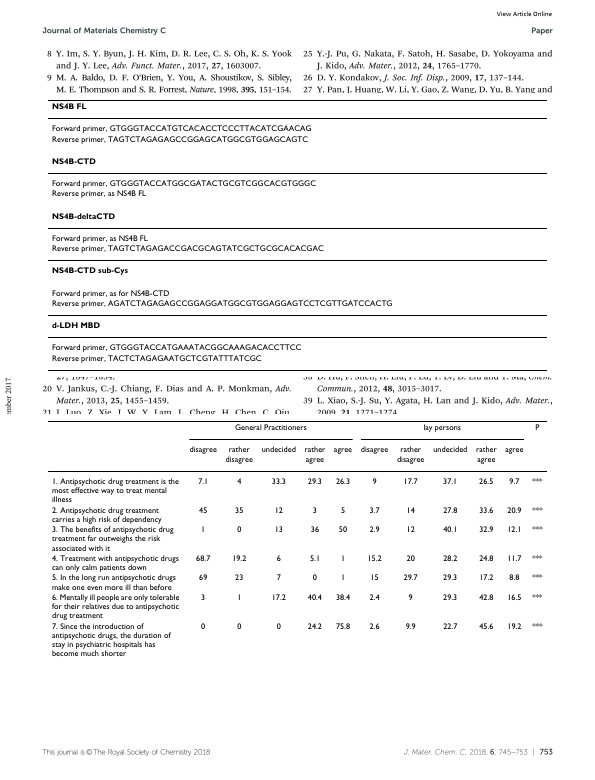 View Article Online
Journal of Materials Chemistry C
Paper
8 Y. Im, S. Y. Byun, J. H. Kim, D. R. Lee, C. S. Oh, K. S. Yook
and J. Y. Lee, Adv. Funct. Mater., 2017, 27, 1603007.
9 M. A. Baldo, D. F. O'Brien, Y. You, A. Shoustikov, S. Sibley,
M. E. Thompson and S. R. Forrest, Nature, 1998, 395, 151–154.
25 Y.-J. Pu, G. Nakata, F. Satoh, H. Sasabe, D. Yokoyama and
J. Kido, Adv. Mater., 2012, 24, 1765–1770.
26 D. Y. Kondakov, J. Soc. Inf. Disp., 2009, 17, 137–144.
27 Y. Pan, J. Huang, W. Li, Y. Gao, Z. Wang, D. Yu, B. Yang and
NS4B FL
Forward primer, GTGGGTACCATGTCACACCTCCCTTACATCGAACAG
Reverse primer, TAGTCTAGAGAGCCGGAGCATGGCGTGGAGCAGTC
NS4B-CTD
Forward primer, GTGGGTACCATGGCGATACTGCGTCGGCACGTGGGC
Reverse primer, as NS4B FL
NS4B-deltaCTD
Forward primer, as NS4B FL
Reverse primer, TAGTCTAGAGACCGACGCAGTATCGCTGCGCACACGAC
NS4B-CTD sub-Cys
Forward primer, as for NS4B-CTD
Reverse primer, AGATCTAGAGAGCCGGAGGATGGCGTGGAGGAGTCCTCGTTGATCCACTG
d-LDH MBD
Forward primer, GTGGGTACCATGAAATACGGCAAAGACACCTTCC
Reverse primer, TACTCTAGAGAATGCTCGTATTTATCGC
20 V. Jankus, C.-J. Chiang, F. Dias and A. P. Monkman, Adv.
Mater., 2013, 25, 1455–1459.
21 J. Luo, Z. Xie, J. W. Y. Lam, L. Cheng, H. Chen, C. Qiu,
Commun., 2012, 48, 3015–3017.
39 L. Xiao, S.-J. Su, Y. Agata, H. Lan and J. Kido, Adv. Mater.,
2009, 21, 1271–1274.
mber 2017
General Practitioners lay persons P
disagree rather disagree undecided rather agree agree disagree rather disagree undecided rather agree agree
1. Antipsychotic drug treatment is the 7.1 4 33.3 29.3 26.3 9 17.7 37.1 26.5 9.7 ***
most effective way to treat mental
illness
2. Antipsychotic drug treatment 45 35 12 3 5 3.7 14 27.8 33.6 20.9 ***
carries a high risk of dependency
3. The benefits of antipsychotic drug 1 0 13 36 50 2.9 12 40.1 32.9 12.1 ***
treatment far outweighs the risk
associated with it
4. Treatment with antipsychotic drugs 68.7 19.2 6 5.1 1 15.2 20 28.2 24.8 11.7 ***
can only calm patients down
5. In the long run antipsychotic drugs 69 23 7 0 1 15 29.7 29.3 17.2 8.8 ***
make one even more ill than before
6. Mentally ill people are only tolerable 3 1 17.2 40.4 38.4 2.4 9 29.3 42.8 16.5 ***
for their relatives due to antipsychotic
drug treatment
7. Since the introduction of 0 0 0 24.2 75.8 2.6 9.9 22.7 45.6 19.2 ***
antipsychotic drugs, the duration of
stay in psychiatric hospitals has
become much shorter
This journal is © The Royal Society of Chemistry 2018
J. Mater. Chem. C, 2018, 6, 745–753 | 753